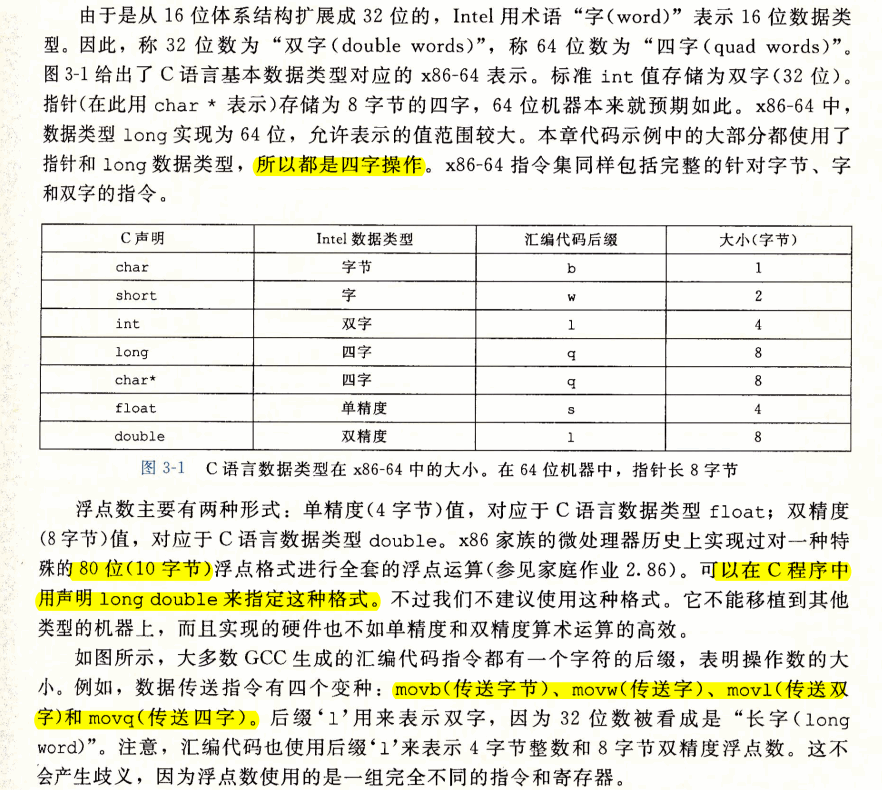 由于是从 16 位体系结构扩展成 32 位的，Intel 用术语“字(word)”表示 16 位数据类
型。因此，称 32 位数为“双字(double words)”，称 64 位数为“四字(quad words)”。
图 3-1 给出了 C 语言基本数据类型对应的 x86-64 表示。标准 int 值存储为双字(32 位)。
指针(在此用 char * 表示)存储为 8 字节的四字，64 位机器本来就预期如此。x86-64 中，
数据类型 long 实现为 64 位，允许表示的值范围较大。本章代码示例中的大部分都使用了
指针和 long 数据类型，所以都是四字操作。x86-64 指令集同样包括完整的针对字节、字
和双字的指令。
C 声明 Intel 数据类型 汇编代码后缀 大小(字节)
char 字节 b 1
short 字 w 2
int 双字 l 4
long 四字 q 8
char* 四字 q 8
float 单精度 s 4
double 双精度 l 8
图 3-1 C 语言数据类型在 x86-64 中的大小。在 64 位机器中，指针长 8 字节
浮点数主要有两种形式：单精度(4 字节)值，对应于 C 语言数据类型 float；双精度
(8 字节)值，对应于 C 语言数据类型 double。x86 家族的微处理器历史上实现过对一种特
殊的 80 位(10 字节)浮点格式进行全套的浮点运算(参见家庭作业 2.86)。可以在 C 程序中
用声明 long double 来指定这种格式。不过我们不建议使用这种格式。它不能移植到其他
类型的机器上，而且实现的硬件也不如单精度和双精度算术运算的高效。
如图所示，大多数 GCC 生成的汇编代码指令都有一个字符的后缀，表明操作数的大
小。例如，数据传送指令有四个变种：movb(传送字节)、movw(传送字)、movl(传送双
字)和 movq(传送四字)。后缀‘l’用来表示双字，因为 32 位数被看成是“长字(long
word)”。注意，汇编代码也使用后缀‘l’来表示 4 字节整数和 8 字节双精度浮点数。这不
会产生歧义，因为浮点数使用的是一组完全不同的指令和寄存器。